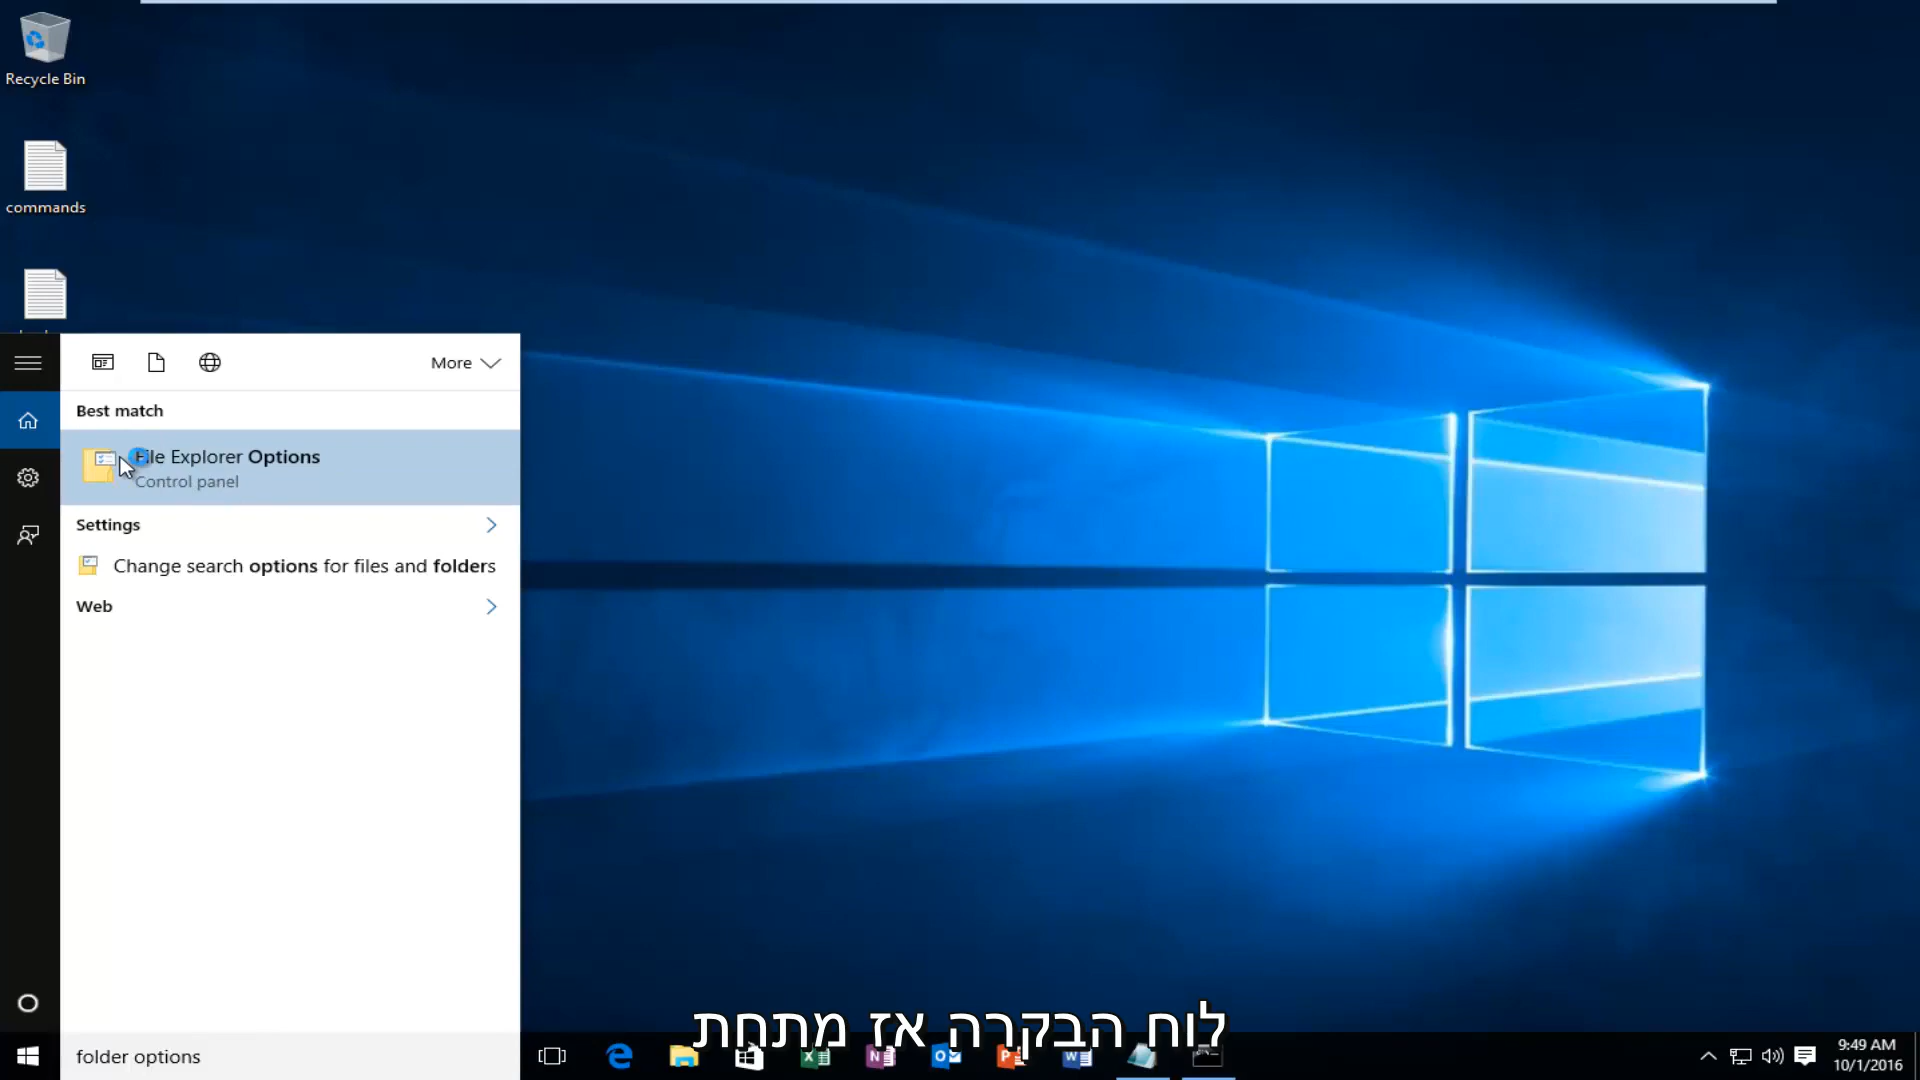 Recycle Bin
commands
More
Best match
File Explorer Options
Control panel
Settings
Change search options for files and folders
Web
לוח הבקרה אז מתחת
folder options
9:49 AM
10/1/2016